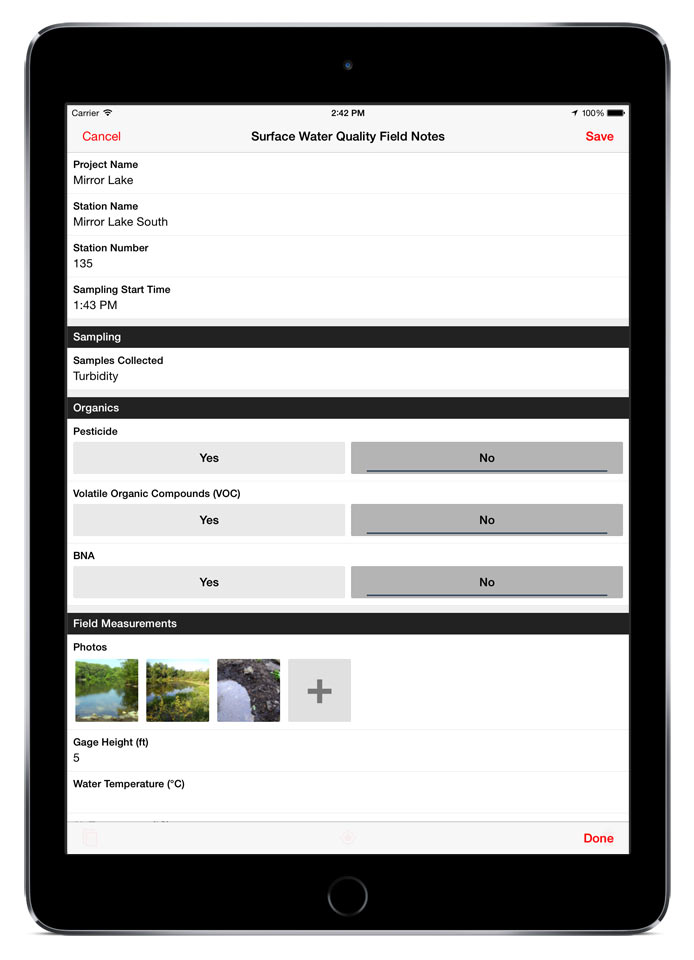 Carrier 2:42 PM 100%
Cancel Surface Water Quality Field Notes Save
Project Name
Mirror Lake
Station Name
Mirror Lake South
Station Number
135
Sampling Start Time
1:43 PM
Sampling
Samples Collected
Turbidity
Organics
Pesticide
Yes No
Volatile Organic Compounds (VOC)
Yes No
BNA
Yes No
Field Measurements
Photos
Gage Height (ft)
5
Water Temperature (°C)
Done